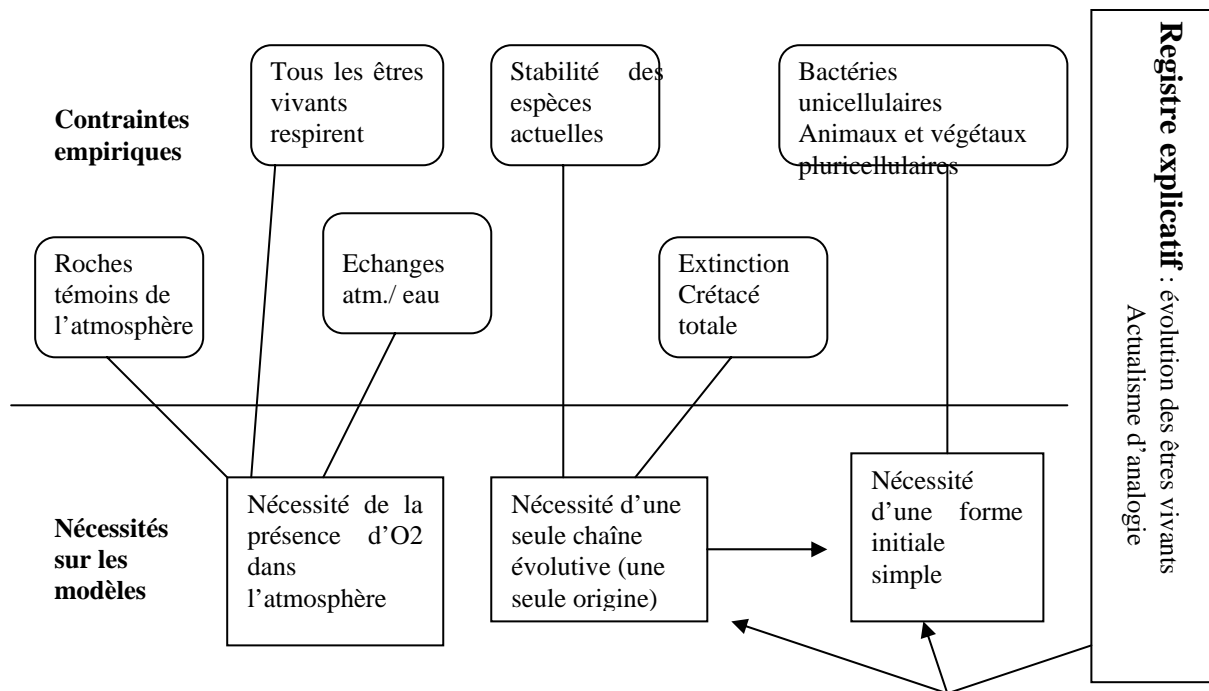 Tous les êtres
vivants
respirent
Stabilité des
espèces
actuelles
Bactéries
unicellulaires
Animaux et végétaux
pluricellulaires
Contraintes
empiriques
Roches
témoins de
l’atmosphère
Echanges
atm./ eau
Extinction
Crétacé
totale
Nécessités
sur les
modèles
Nécessité de la
présence d’O2
dans
l’atmosphère
Nécessité d’une
seule chaîne
évolutive (une
seule origine)
Nécessité
d’une forme
initiale
simple
Registre explicatif : évolution des êtres vivants
Actualisme d’analogie